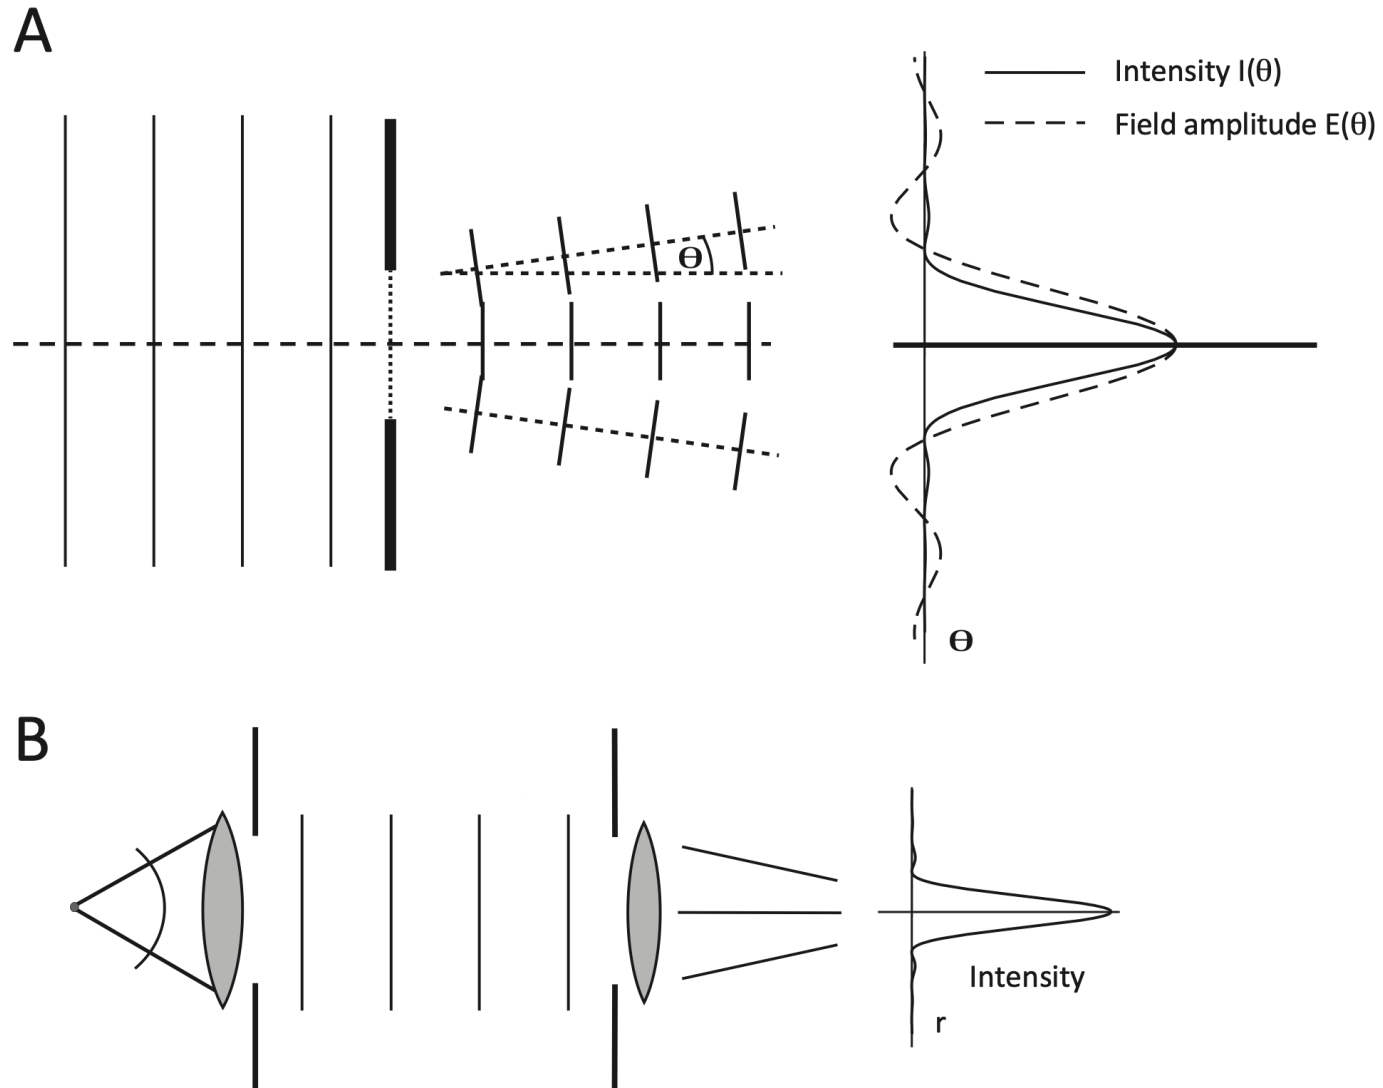 A
Intensity I(θ)
Field amplitude E(θ)
θ
θ
B
Intensity
r